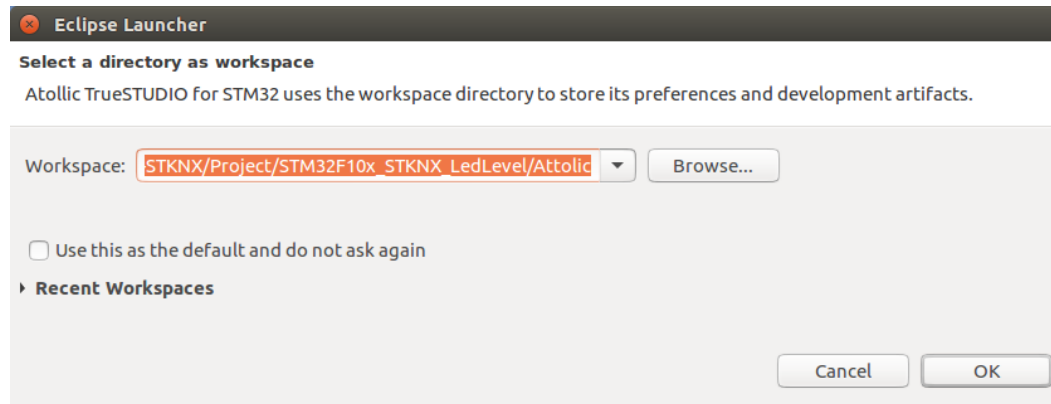 Eclipse Launcher
Select a directory as workspace
Atollic TrueSTUDIO for STM32 uses the workspace directory to store its preferences and development artifacts.
Workspace: STKNX/Project/STM32F10x_STKNX_LedLevel/Attolic Browse...
Use this as the default and do not ask again
Recent Workspaces
Cancel OK